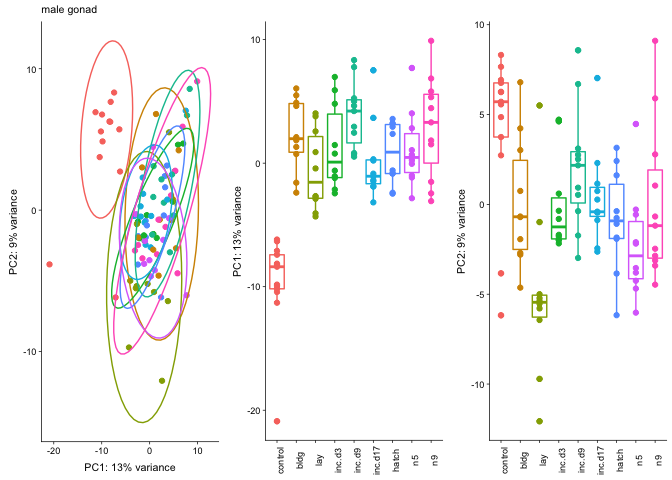 male gonad
PC2: 9% variance
10
0
-10
-20
-10
0
10
PC1: 13% variance
PC1: 13% variance
10
0
-10
-20
control
bldg
lay
inc.d3
inc.d9
inc.d17
hatch
n5
n9
PC2: 9% variance
10
5
0
-5
-10
control
bldg
lay
inc.d3
inc.d9
inc.d17
hatch
n5
n9